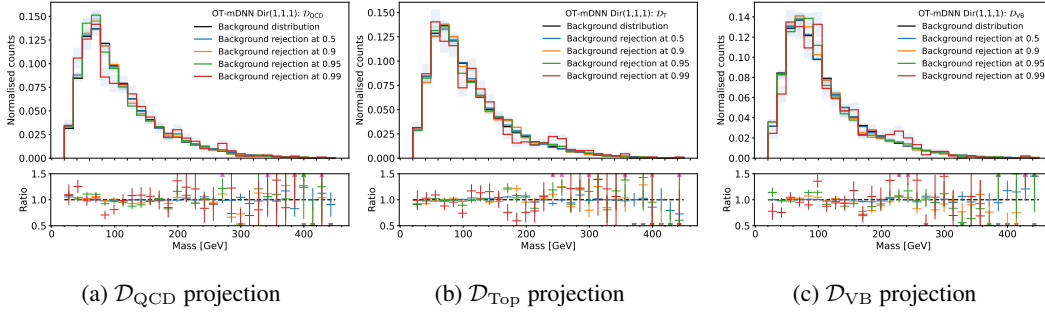 OT-mDNN Dir(1,1,1): 𝒟QCD
Background distribution
Background rejection at 0.5
Background rejection at 0.9
Background rejection at 0.95
Background rejection at 0.99
Normalised counts
0.150
0.125
0.100
0.075
0.050
0.025
0.000
Ratio
1.5
1.0
0.5
0 100 200 300 400
Mass [GeV]
(a) 𝒟QCD projection
OT-mDNN Dir(1,1,1): 𝒟T
Background distribution
Background rejection at 0.5
Background rejection at 0.9
Background rejection at 0.95
Background rejection at 0.99
Normalised counts
0.150
0.125
0.100
0.075
0.050
0.025
0.000
Ratio
1.5
1.0
0.5
0 100 200 300 400
Mass [GeV]
(b) 𝒟Top projection
OT-mDNN Dir(1,1,1): 𝒟VB
Background distribution
Background rejection at 0.5
Background rejection at 0.9
Background rejection at 0.95
Background rejection at 0.99
Normalised counts
0.14
0.12
0.10
0.08
0.06
0.04
0.02
0.00
Ratio
1.5
1.0
0.5
0 100 200 300 400
Mass [GeV]
(c) 𝒟VB projection